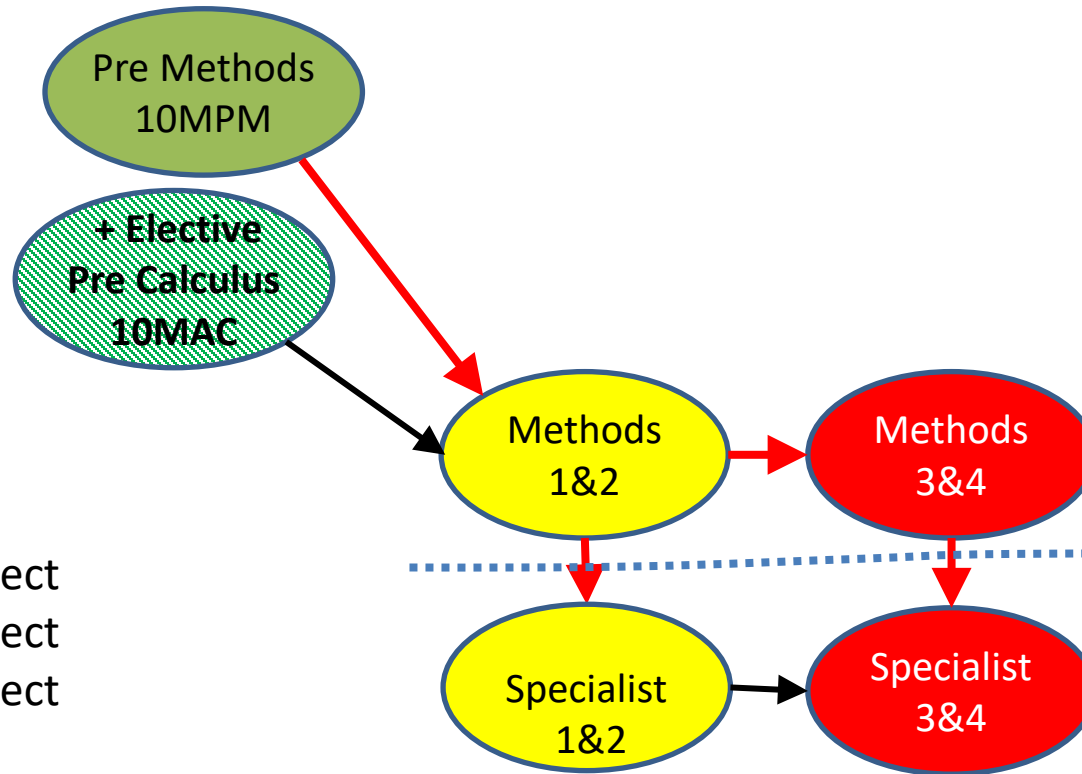 Pre Methods
10MPM
+ Elective
Pre Calculus
10MAC
Methods
1&2
Methods
3&4
ect
ect
ect
Specialist
1&2
Specialist
3&4